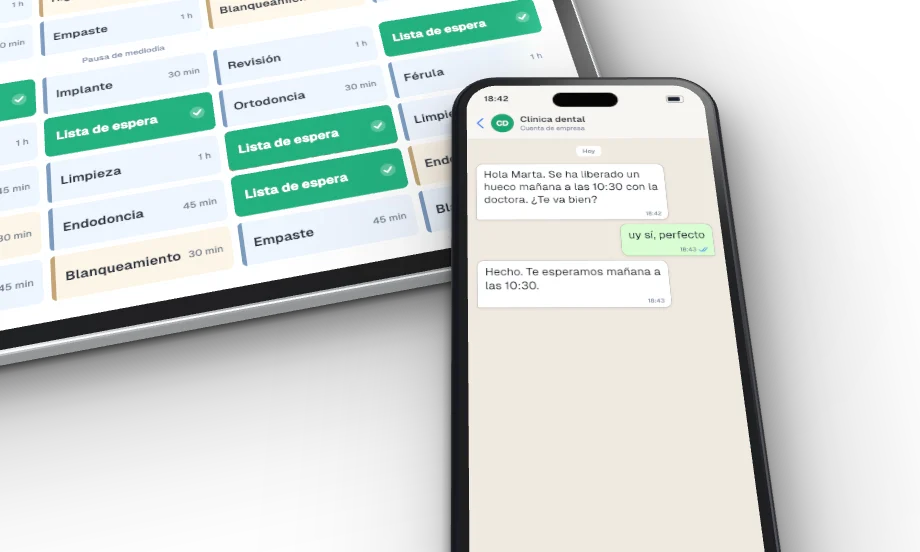 1 h
Empaste
1 h
Pausa de mediodía
30 min
Implante
30 min
Revisión
1 h
Lista de espera
Lista de espera
Ortodoncia
30 min
Férula
1 h
1 h
Limpieza
1 h
Lista de espera
45 min
Endodoncia
45 min
Lista de espera
30 min
Blanqueamiento
30 min
Empaste
45 min
45 min
18:42
CD
Clínica dental
Cuenta de empresa
Hoy
Hola Marta. Se ha liberado un
hueco mañana a las 10:30 con la
doctora. ¿Te va bien?
18:42
uy sí, perfecto
18:43
Hecho. Te esperamos mañana a
las 10:30.
18:43